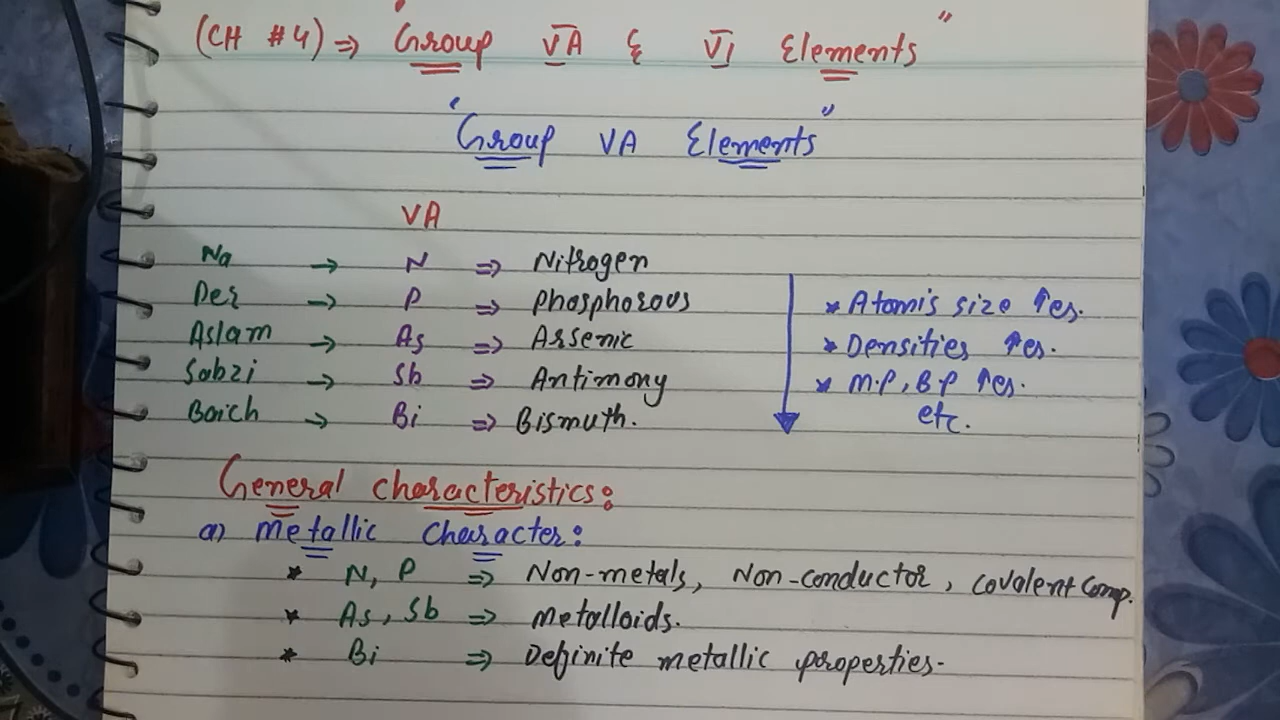 (CH #4) ⇒ "Group VA & VI Elements"
"Group VA Elements"
VA
Na → N ⇒ Nitrogen
Der → P ⇒ Phosphorous
Aslam → As ⇒ Arsenic
Sabzi → Sb ⇒ Antimony
Baich → Bi ⇒ Bismuth.
* Atomis size ↑es.
* Densities ↑es.
* M.P, B.P ↑es.
etc.
General characteristics:
a) Metallic Character:
* N, P ⇒ Non-metals, Non-conductor, covalent comp.
* As, Sb ⇒ Metalloids.
* Bi ⇒ Definite metallic properties.